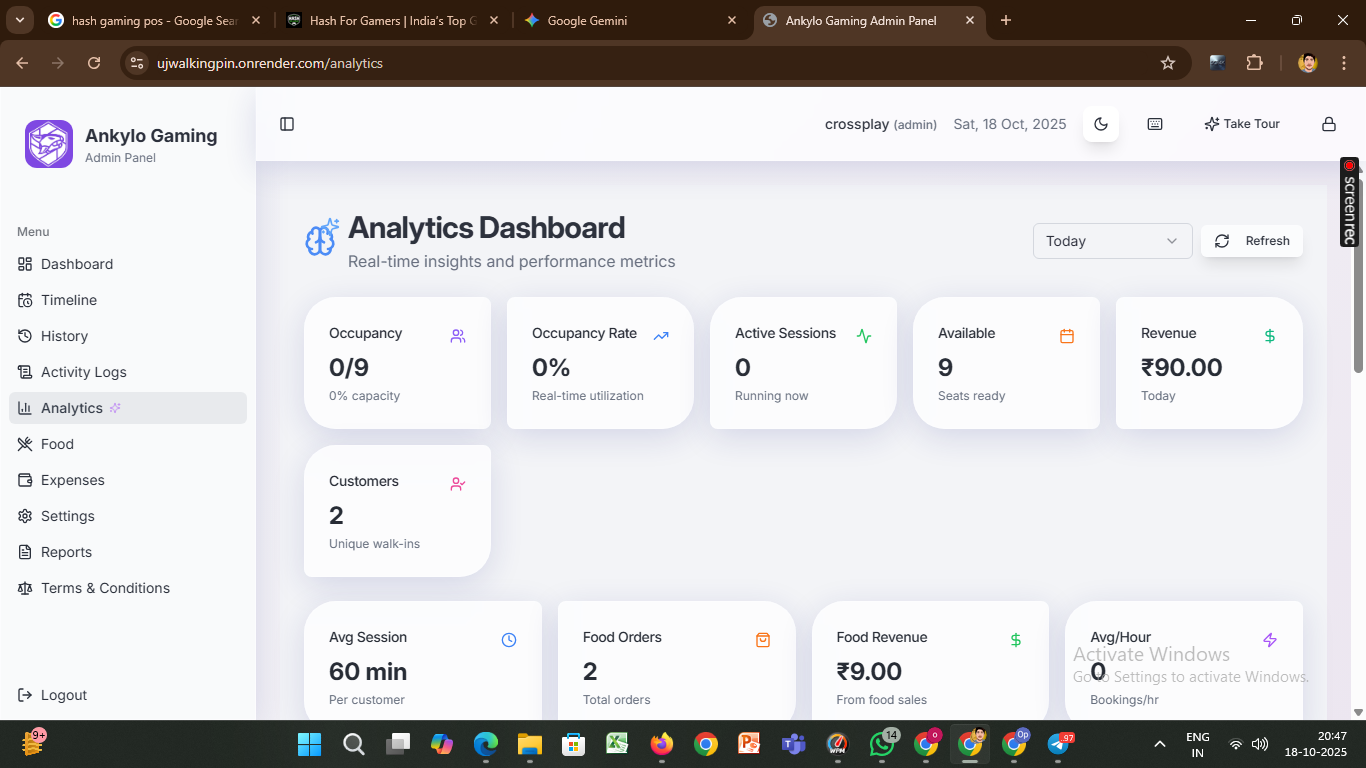 hash gaming pos - Google Sear
Hash For Gamers | India's Top G
Google Gemini
Ankylo Gaming Admin Panel
ujwalkingpin.onrender.com/analytics
Ankylo Gaming
Admin Panel
crossplay (admin)
Sat, 18 Oct, 2025
Take Tour
screenrec
Menu
Dashboard
Timeline
History
Activity Logs
Analytics
Food
Expenses
Settings
Reports
Terms & Conditions
Logout
Analytics Dashboard
Real-time insights and performance metrics
Today
Refresh
Occupancy
0/9
0% capacity
Occupancy Rate
0%
Real-time utilization
Active Sessions
0
Running now
Available
9
Seats ready
Revenue
₹90.00
Today
Customers
2
Unique walk-ins
Avg Session
60 min
Per customer
Food Orders
2
Total orders
Food Revenue
₹9.00
From food sales
Avg/Hour
0
Bookings/hr
Activate Windows
Go to Settings to activate Windows.
9+
14
97
ENG
IN
20:47
18-10-2025